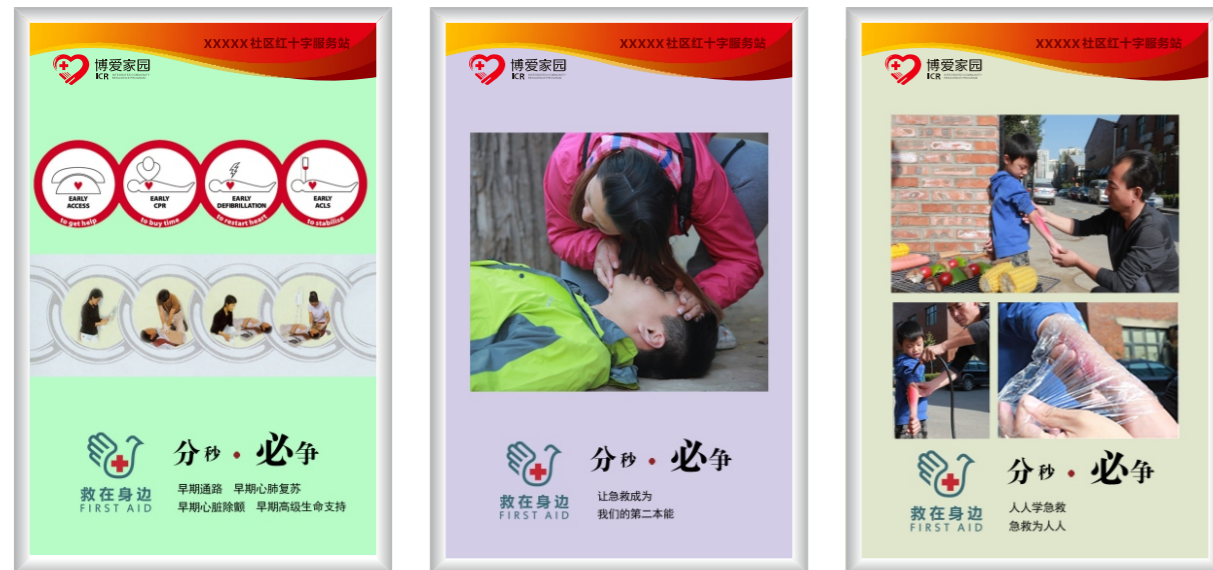 XXXXX社区红十字服务站
博爱家园
ICR
EARLY
ACCESS
to get help
EARLY
CPR
to buy time
EARLY
DEFIBRILLATION
to restart heart
EARLY
ACLS
to stabilise
分秒·必争
救在身边
FIRST AID
早期通路 早期心肺复苏
早期心脏除颤 早期高级生命支持
XXXXX社区红十字服务站
博爱家园
ICR
分秒·必争
救在身边
FIRST AID
让急救成为
我们的第二本能
XXXXX社区红十字服务站
博爱家园
ICR
分秒·必争
救在身边
FIRST AID
人人学急救
急救为人人